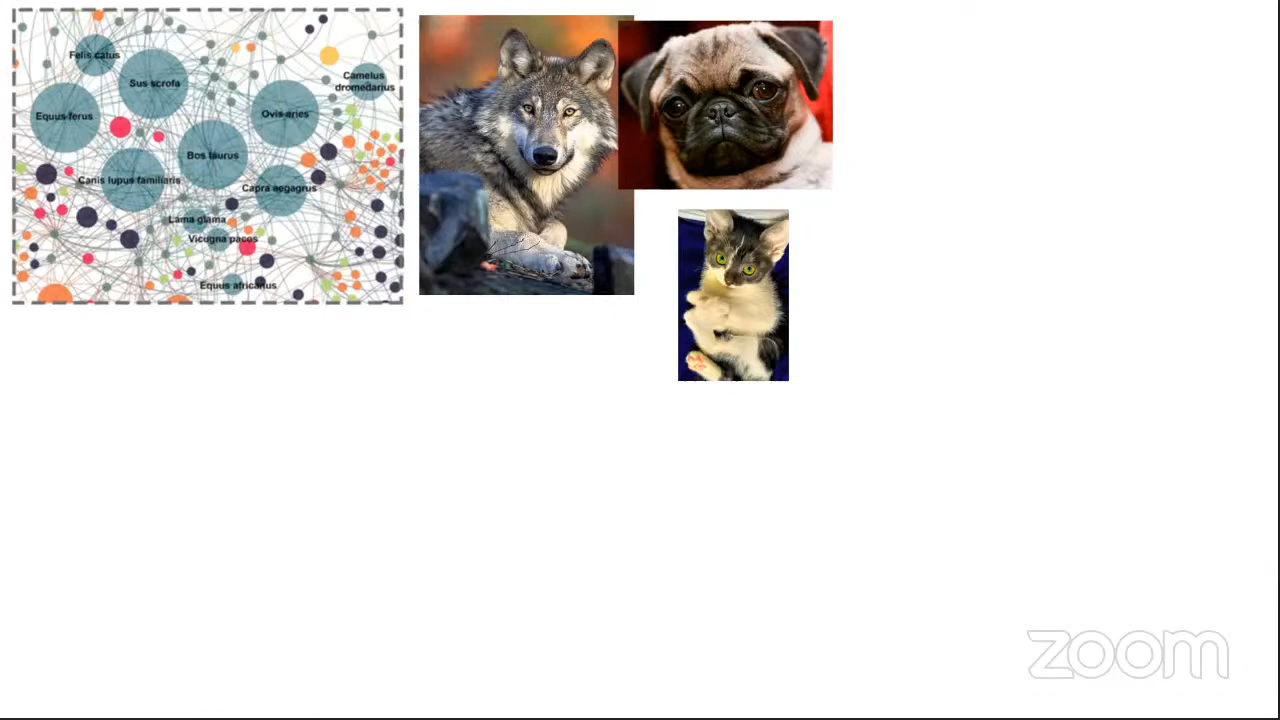 Felis catus
Sus scrofa
Camelus
dromedarius
Equus ferus
Ovis aries
Bos taurus
Canis lupus familiaris
Capra aegagrus
Lama glama
Vicugna pacos
Equus africanus
zoom